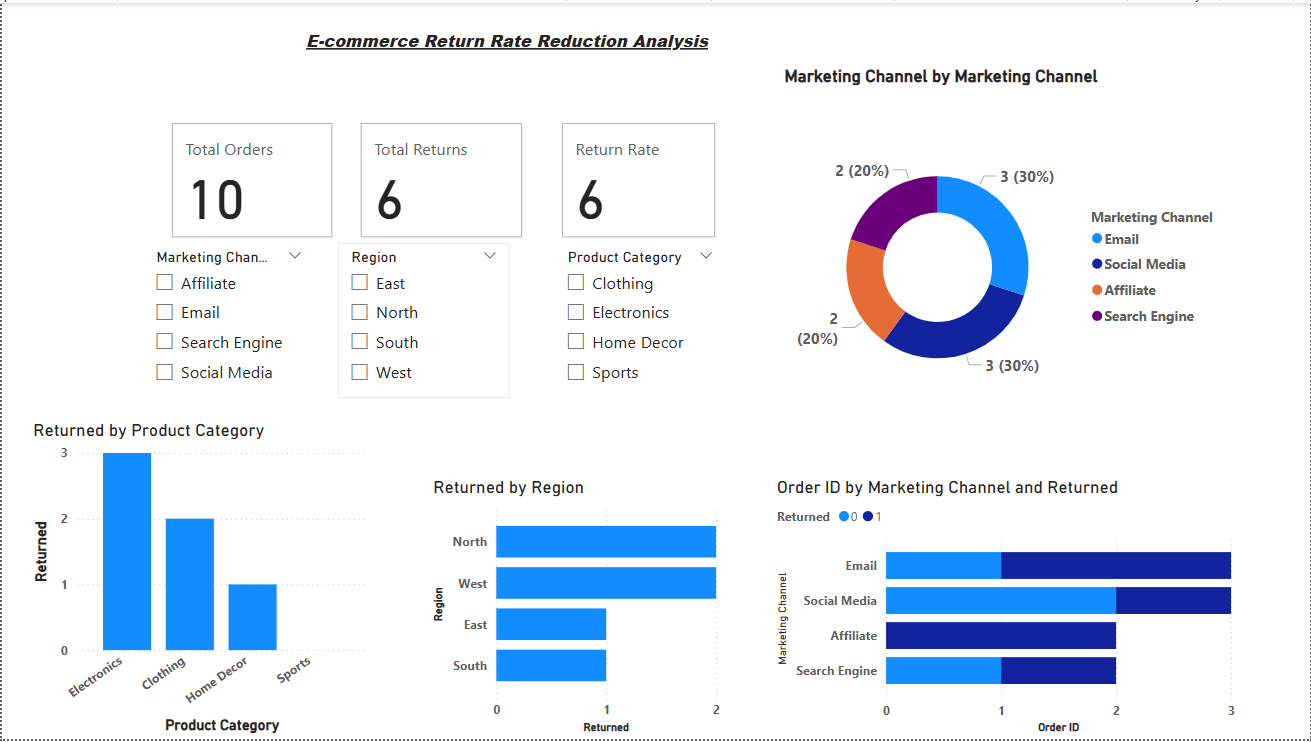 E-commerce Return Rate Reduction Analysis
Marketing Channel by Marketing Channel
Total Orders
10
Total Returns
6
Return Rate
6
Marketing Chan...
Affiliate
Email
Search Engine
Social Media
Region
East
North
South
West
Product Category
Clothing
Electronics
Home Decor
Sports
2 (20%)
3 (30%)
2
(20%)
3 (30%)
Marketing Channel
Email
Social Media
Affiliate
Search Engine
Returned by Product Category
Returned
3
2
1
0
Electronics
Clothing
Home Decor
Sports
Product Category
Returned by Region
Region
North
West
East
South
0 1 2
Returned
Order ID by Marketing Channel and Returned
Returned 0 1
Marketing Channel
Email
Social Media
Affiliate
Search Engine
0 1 2 3
Order ID